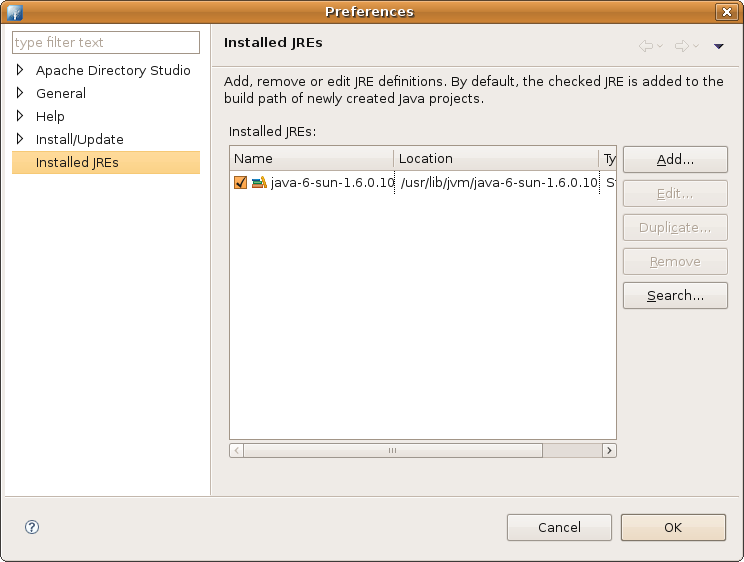 Preferences
type filter text
Apache Directory Studio
General
Help
Install/Update
Installed JREs
Installed JREs
Add, remove or edit JRE definitions. By default, the checked JRE is added to the
build path of newly created Java projects.
Installed JREs:
Name Location Ty
java-6-sun-1.6.0.10 /usr/lib/jvm/java-6-sun-1.6.0.10 S
Add...
Edit...
Duplicate...
Remove
Search...
Cancel OK